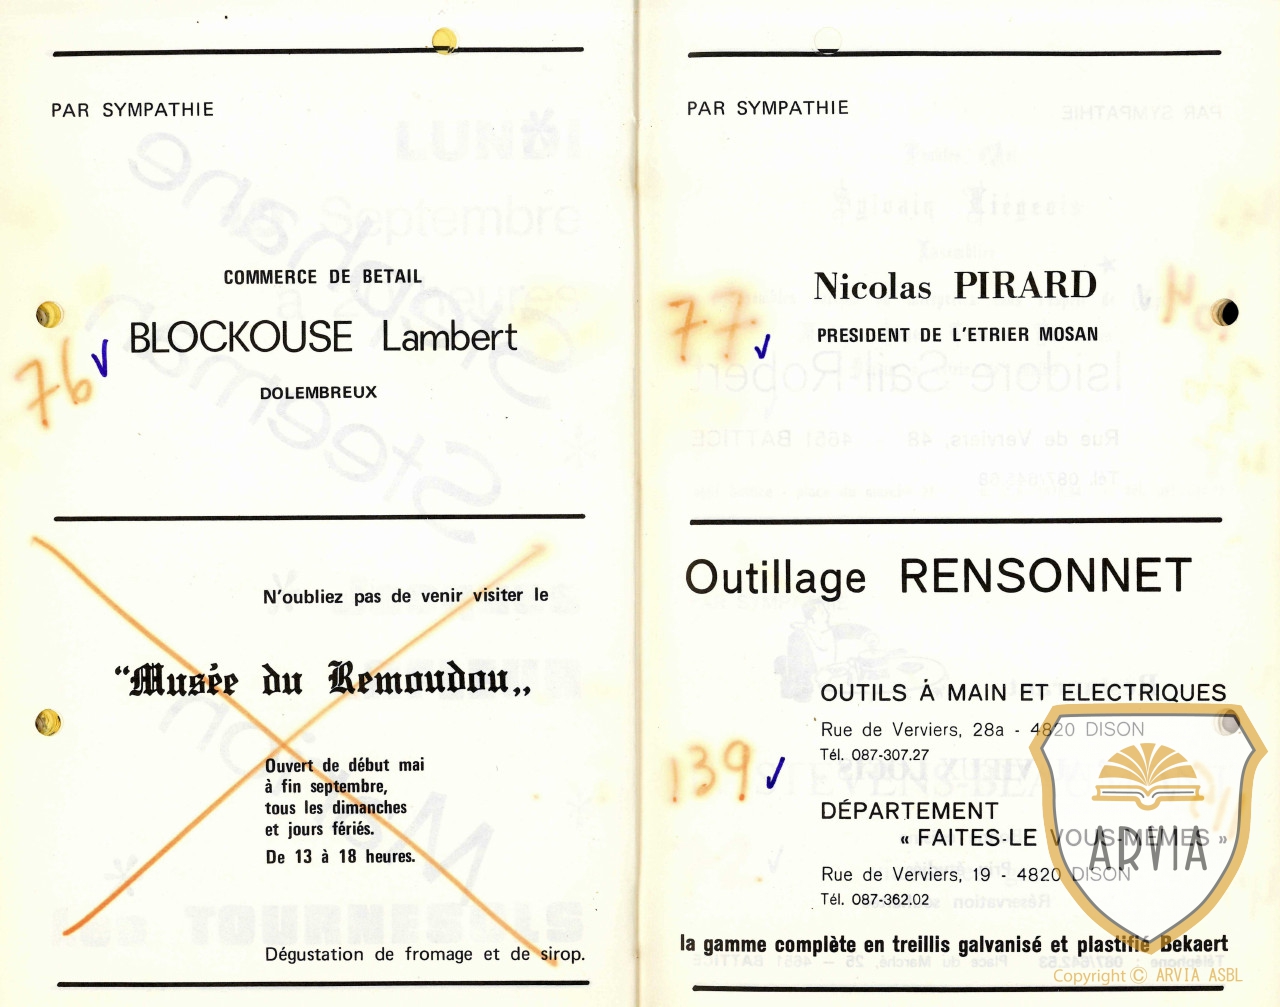 PAR SYMPATHIE
COMMERCE DE BETAIL
BLOCKOUSE Lambert
DOLEMBREUX
76
N'oubliez pas de venir visiter le
“Musée du Remoudou„
Ouvert de début mai
à fin septembre,
tous les dimanches
et jours fériés.
De 13 à 18 heures.
Dégustation de fromage et de sirop.
PAR SYMPATHIE
Nicolas PIRARD
PRESIDENT DE L'ETRIER MOSAN
77
Outillage RENSONNET
OUTILS À MAIN ET ELECTRIQUES
Rue de Verviers, 28a - 4820 DISON
Tél. 087-307.27
139
DÉPARTEMENT
« FAITES-LE VOUS-MEMES »
Rue de Verviers, 19 - 4820 DISON
Tél. 087-362.02
la gamme complète en treillis galvanisé et plastifié Bekaert
ARVIA
Copyright © ARVIA ASBL